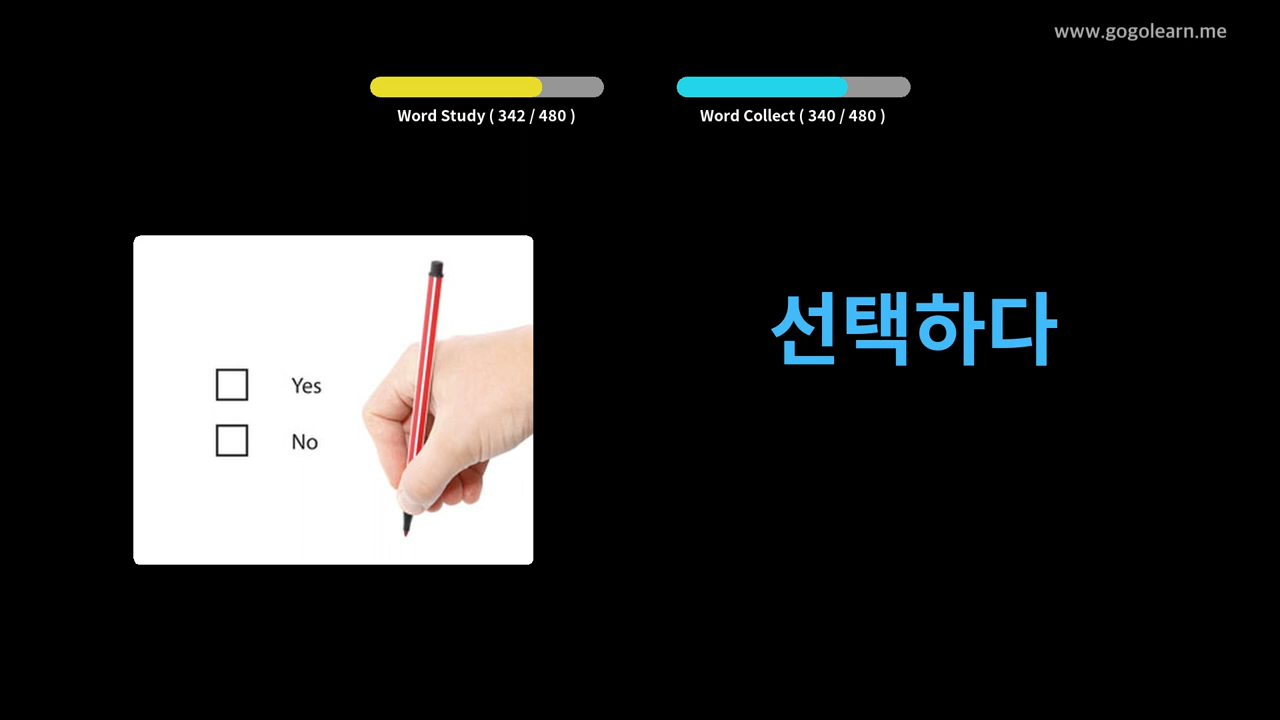 www.gogolearn.me
Word Study ( 342 / 480 )
Word Collect ( 340 / 480 )
선택하다
Yes
No